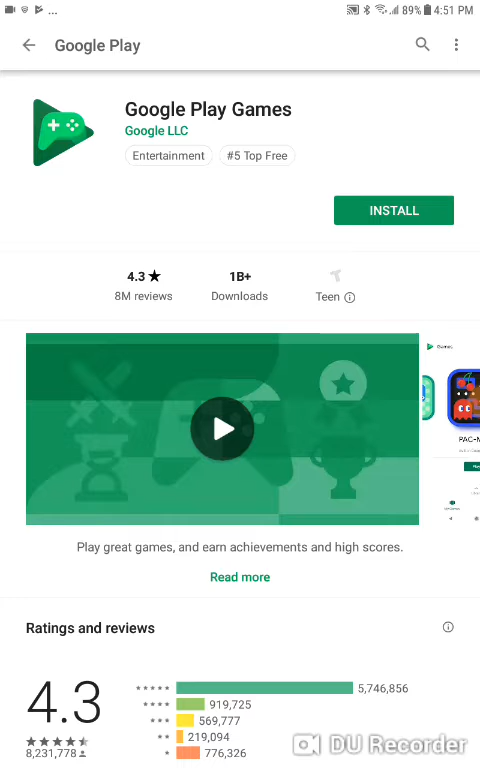 ... 89% 4:51 PM
Google Play
Google Play Games
Google LLC
Entertainment #5 Top Free
INSTALL
4.3★ 1B+ T
8M reviews Downloads Teen
Games
PAC-M
Play great games, and earn achievements and high scores.
Read more
Ratings and reviews
4.3
5,746,856
919,725
569,777
219,094
776,326
8,231,778
DU Recorder